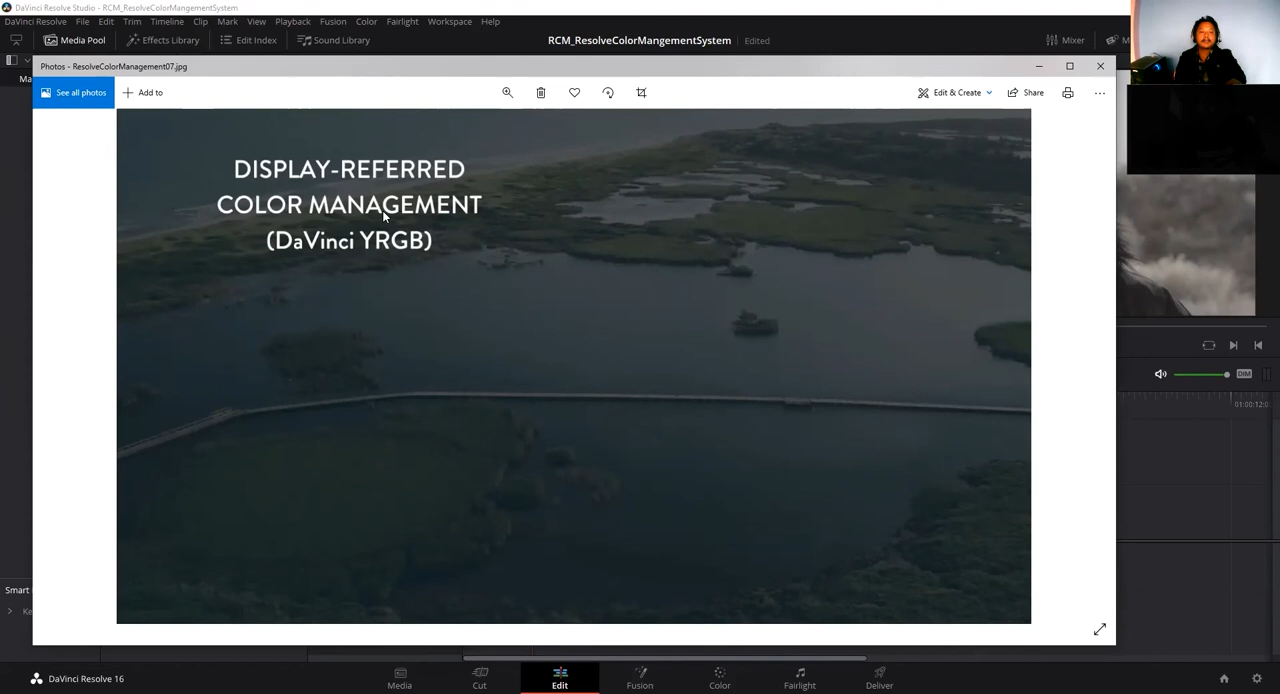 DaVinci Resolve Studio - RCM_ResolveColorMangementSystem
DaVinci Resolve File Edit Trim Timeline Clip Mark View Playback Fusion Color Fairlight Workspace Help
Media Pool Effects Library Edit Index Sound Library RCM_ResolveColorMangementSystem Edited Mixer
Photos - ResolveColorManagement07.jpg
See all photos Add to Edit & Create Share
DISPLAY-REFERRED
COLOR MANAGEMENT
(DaVinci YRGB)
DIM
Smart
DaVinci Resolve 16 Media Cut Edit Fusion Color Fairlight Deliver